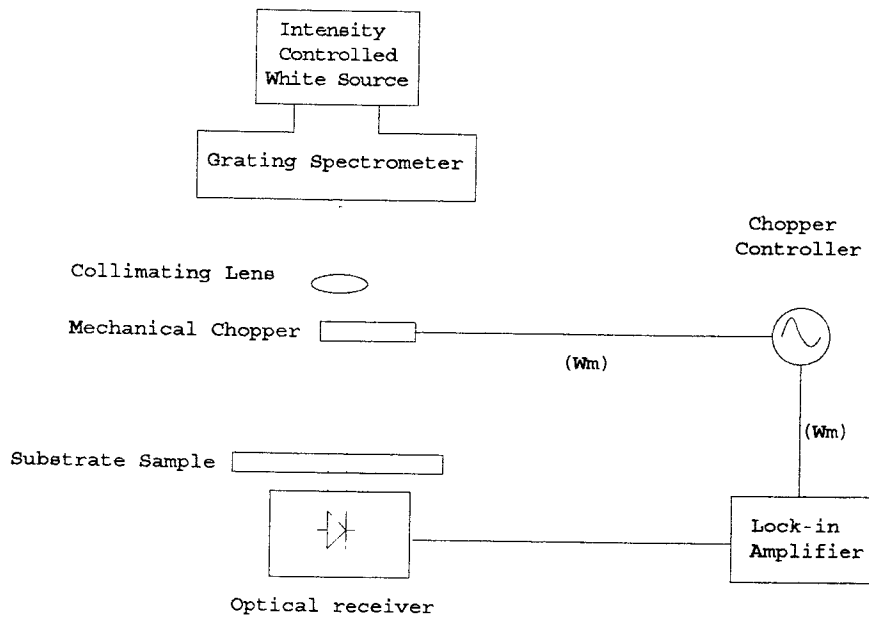 Intensity
Controlled
White Source
Grating Spectrometer
Chopper
Controller
Collimating Lens
Mechanical Chopper
(Wm)
(Wm)
Substrate Sample
Lock-in
Amplifier
Optical receiver